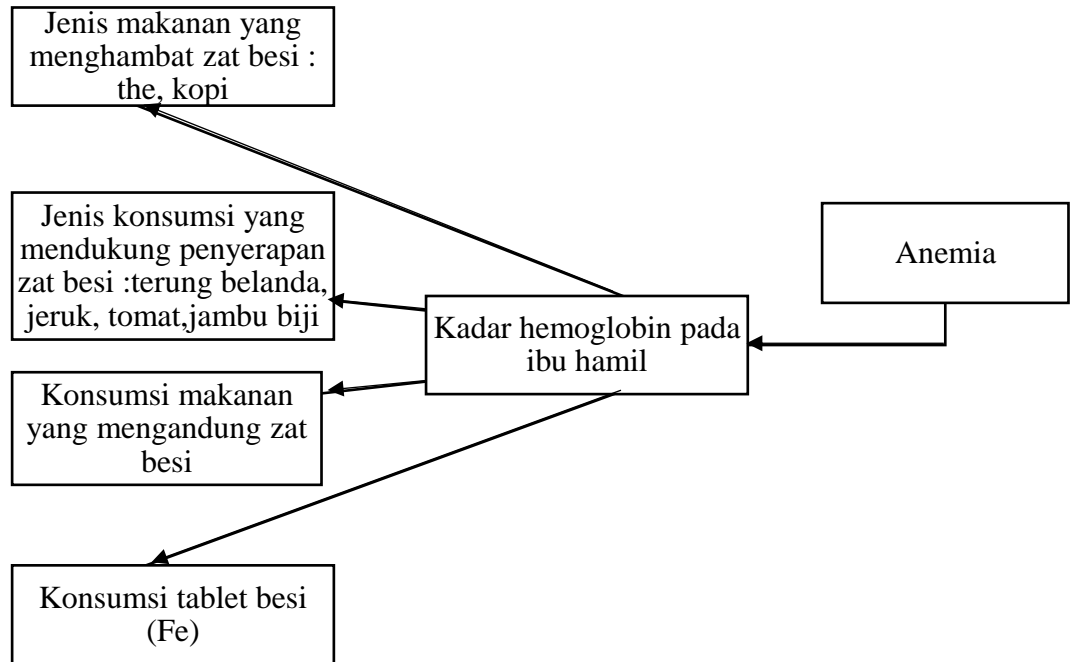 Jenis makanan yang
menghambat zat besi :
the, kopi
Jenis konsumsi yang
mendukung penyerapan
zat besi :terung belanda,
jeruk, tomat,jambu biji
Anemia
Kadar hemoglobin pada
ibu hamil
Konsumsi makanan
yang mengandung zat
besi
Konsumsi tablet besi
(Fe)